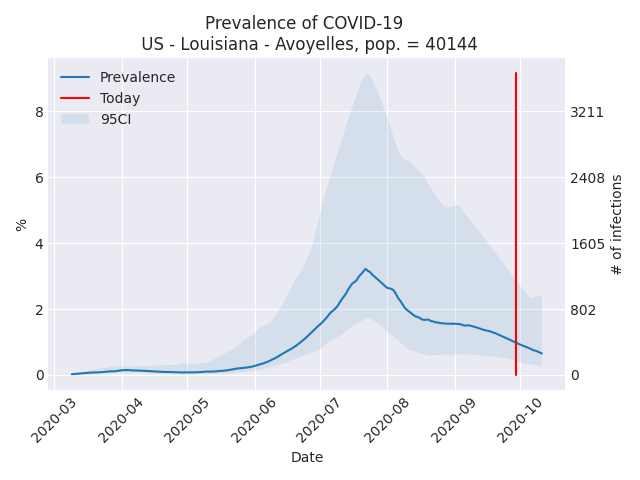 Prevalence of COVID-19
US - Louisiana - Avoyelles, pop. = 40144
Prevalence
Today
95CI
8
6
4
2
0
%
3211
2408
1605
802
0
# of infections
2020-03
2020-04
2020-05
2020-06
2020-07
2020-08
2020-09
2020-10
Date